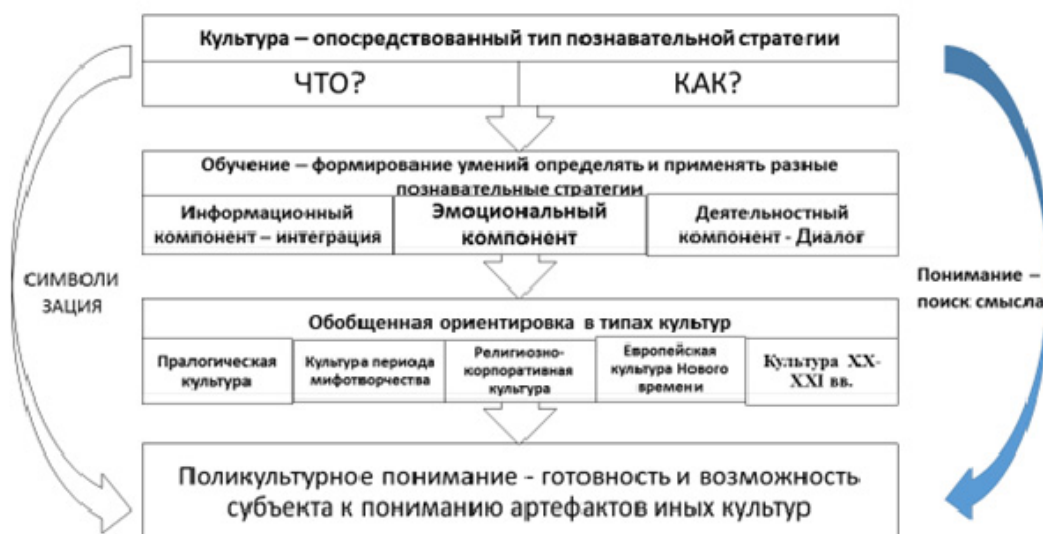 Культура – опосредствованный тип познавательной стратегии
ЧТО?
КАК?
Обучение – формирование умений определять и применять разные
познавательные стратегии
Информационный
компонент – интеграция
Эмоциональный
компонент
Деятельностный
компонент - Диалог
СИМВОЛИ
ЗАЦИЯ
Понимание –
поиск смысла
Обобщенная ориентировка в типах культур
Пралогическая
культура
Культура периода
мифотворчества
Религиозно-
корпоративная
культура
Европейская
культура Нового
времени
Культура XX-
XXI вв.
Поликультурное понимание - готовность и возможность
субъекта к пониманию артефактов иных культур